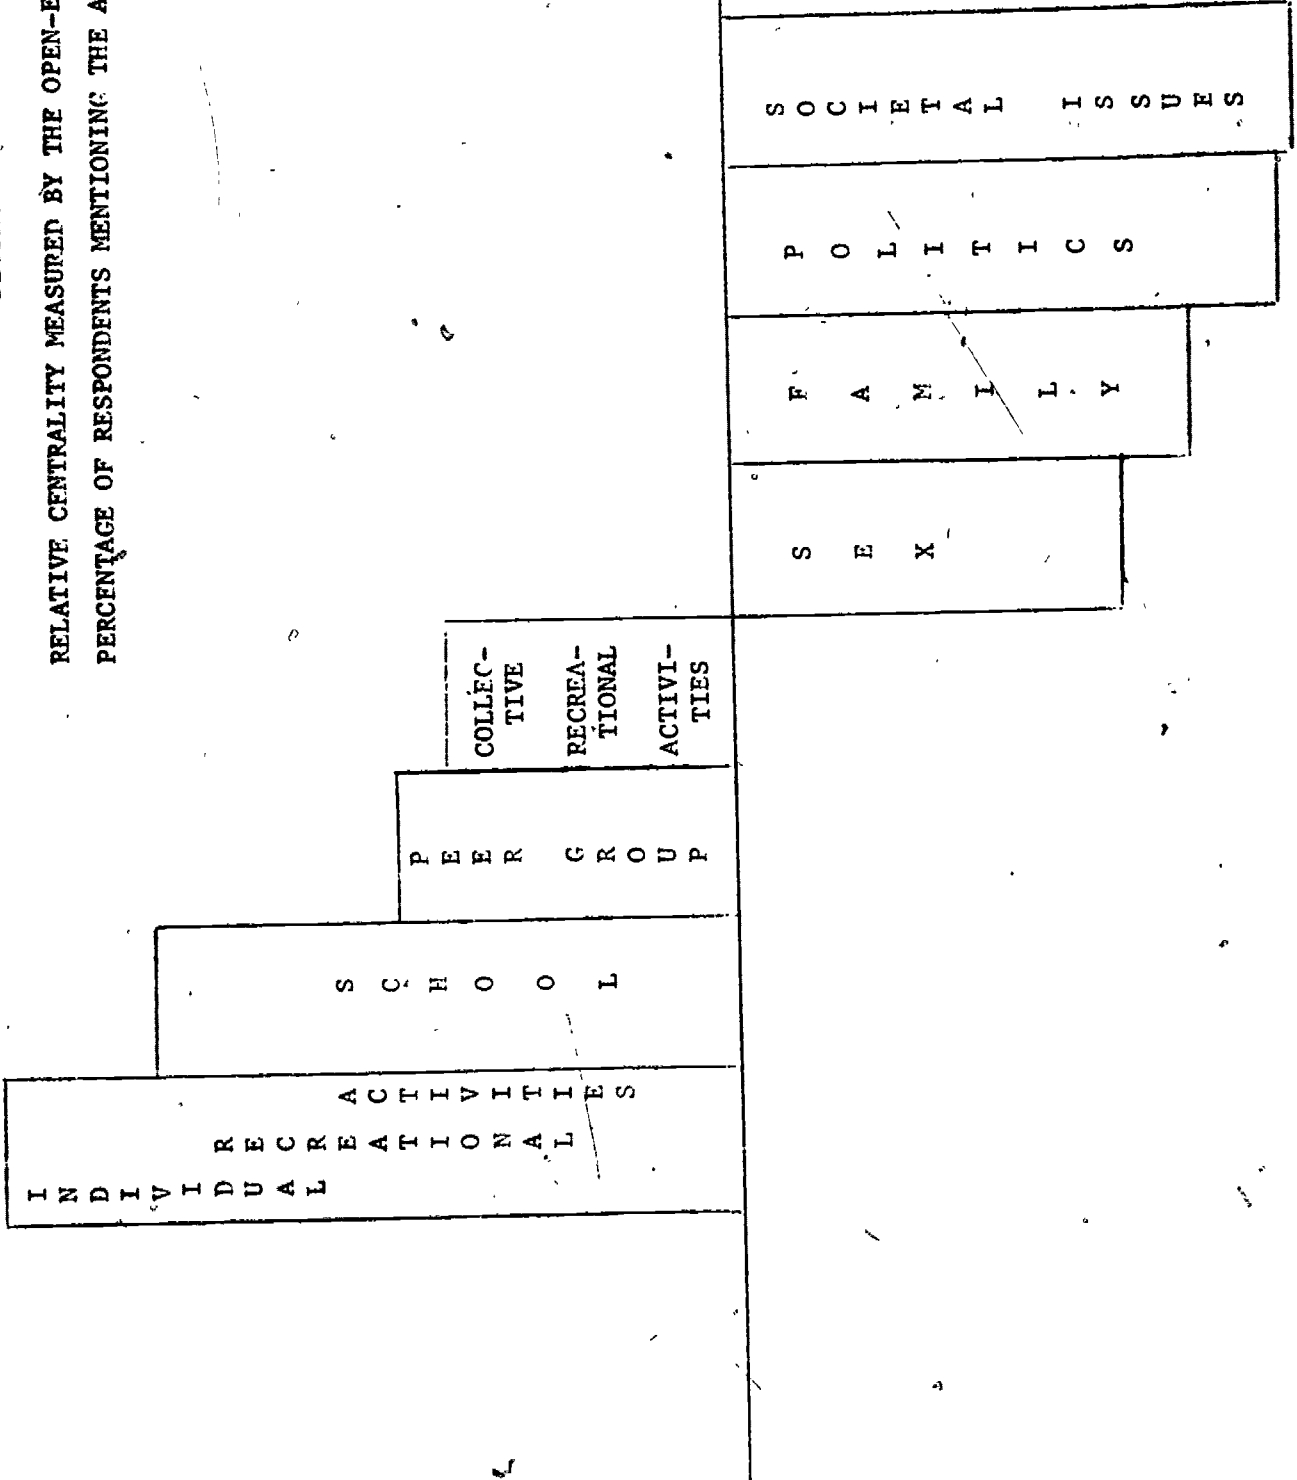 RELATIVE CENTRALITY MEASURED BY THE OPEN-E
PERCENTAGE OF RESPONDENTS MENTIONING THE A
INDIVIDUAL
RECREATIONAL
ACTIVITIES
SCHOOL
PEER GROUP
COLLEC-
TIVE
RECREA-
TIONAL
ACTIVI-
TIES
SEX
FAMILY
POLITICS
SOCIETAL ISSUES